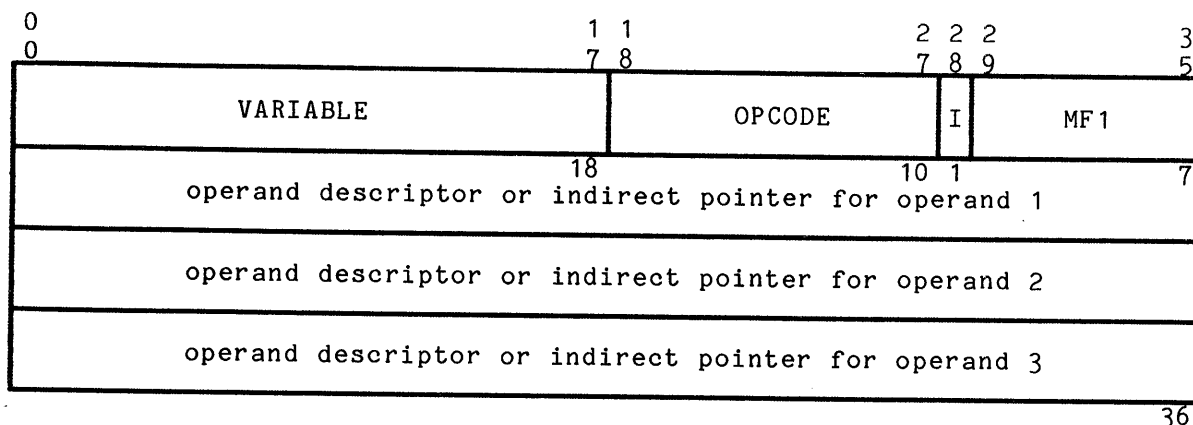 0 1 1 2 2 2 3
0 7 8 7 8 9 5
VARIABLE OPCODE I MF1
18 10 1 7
operand descriptor or indirect pointer for operand 1
operand descriptor or indirect pointer for operand 2
operand descriptor or indirect pointer for operand 3
36